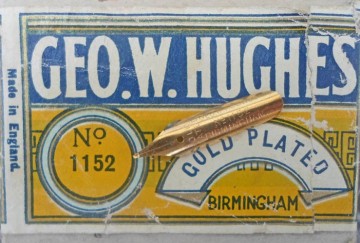 GEO.W. HUGHES
Made in England.
No
1152
GOLD PLATED
BIRMINGHAM